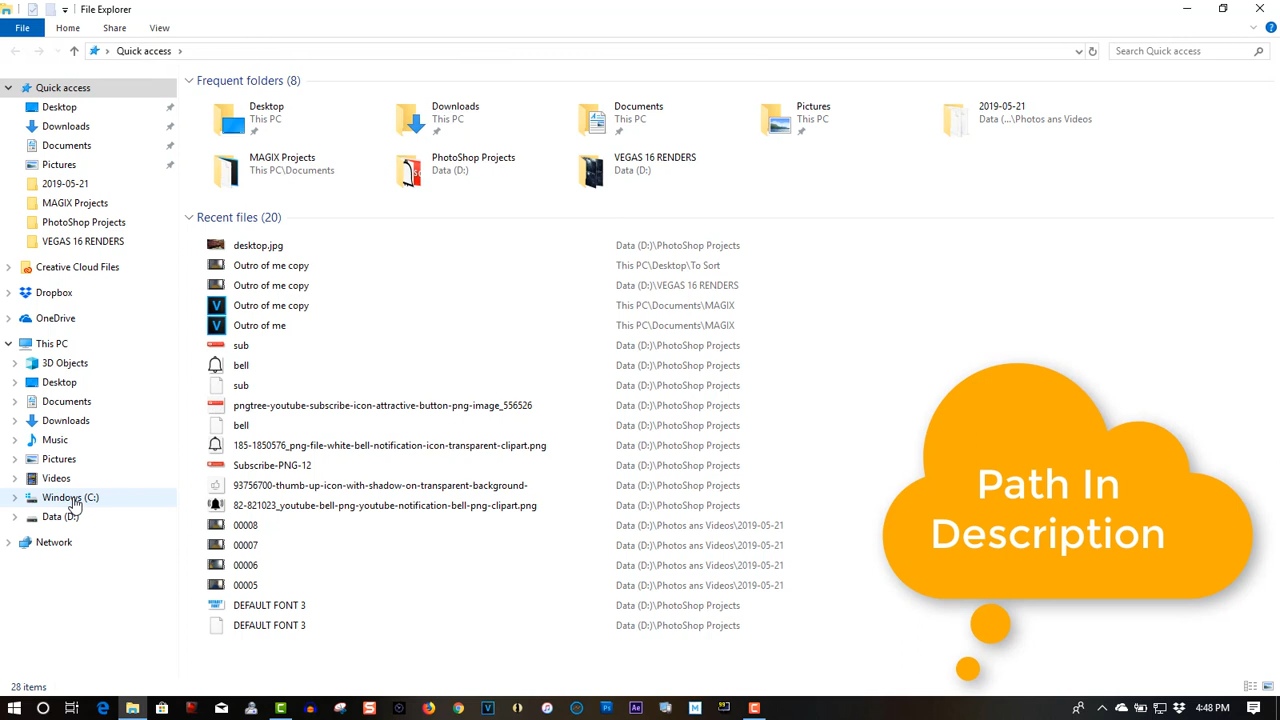 File Explorer
File
Home
Share
View
Quick access
Search Quick access
Quick access
Desktop
Downloads
Documents
Pictures
2019-05-21
MAGIX Projects
PhotoShop Projects
VEGAS 16 RENDERS
Creative Cloud Files
Dropbox
OneDrive
This PC
3D Objects
Desktop
Documents
Downloads
Music
Pictures
Videos
Windows (C:)
Data (D:)
Network
Frequent folders (8)
Desktop
This PC
Downloads
This PC
Documents
This PC
Pictures
This PC
2019-05-21
Data (...\Photos ans Videos
MAGIX Projects
This PC\Documents
PhotoShop Projects
Data (D:)
VEGAS 16 RENDERS
Data (D:)
Recent files (20)
desktop.jpg Data (D:)\PhotoShop Projects
Outro of me copy This PC\Desktop\To Sort
Outro of me copy Data (D:)\VEGAS 16 RENDERS
Outro of me copy This PC\Documents\MAGIX
Outro of me This PC\Documents\MAGIX
sub Data (D:)\PhotoShop Projects
bell Data (D:)\PhotoShop Projects
sub Data (D:)\PhotoShop Projects
pngtree-youtube-subscribe-icon-attractive-button-png-image_556526 Data (D:)\PhotoShop Projects
bell Data (D:)\PhotoShop Projects
185-1850576_png-file-white-bell-notification-icon-transparent-clipart.png Data (D:)\PhotoShop Projects
Subscribe-PNG-12 Data (D:)\PhotoShop Projects
93756700-thumb-up-icon-with-shadow-on-transparent-background- Data (D:)\PhotoShop Projects
82-821023_youtube-bell-png-youtube-notification-bell-png-clipart.png Data (D:)\PhotoShop Projects
00008 Data (D:)\Photos ans Videos\2019-05-21
00007 Data (D:)\Photos ans Videos\2019-05-21
00006 Data (D:)\Photos ans Videos\2019-05-21
00005 Data (D:)\Photos ans Videos\2019-05-21
DEFAULT FONT 3 Data (D:)\PhotoShop Projects
DEFAULT FONT 3 Data (D:)\PhotoShop Projects
Path In
Description
28 items
4:48 PM